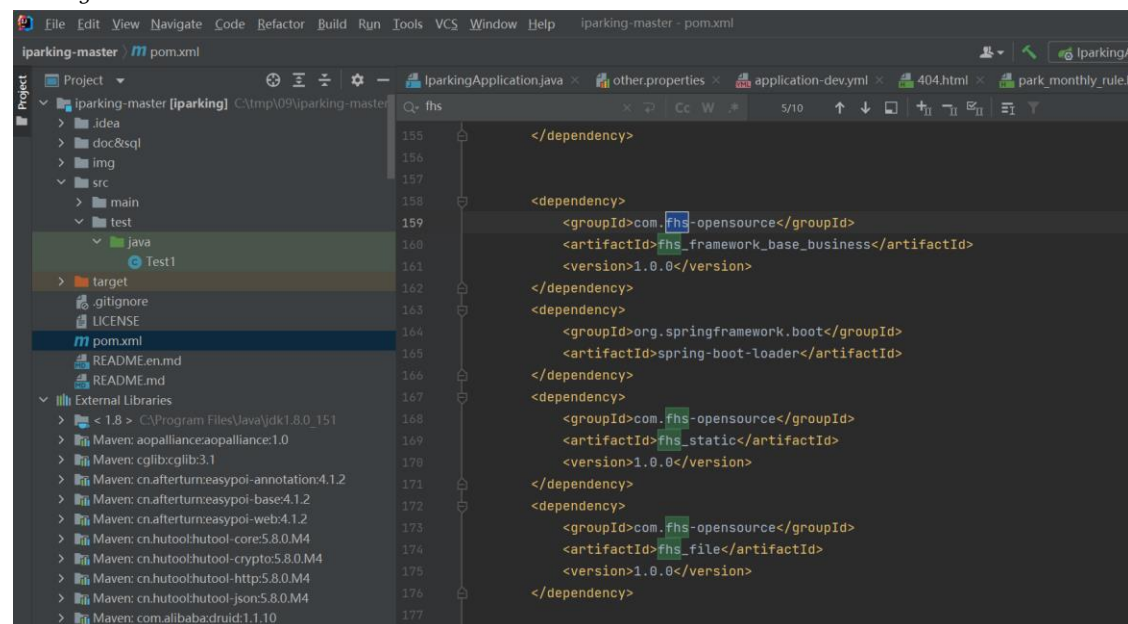 File Edit View Navigate Code Refactor Build Run Tools VCS Window Help iparking-master - pom.xml
iparking-master pom.xml
Project
Project
IparkingApplication.java
other.properties
application-dev.yml
404.html
park_monthly_rule.
iparking-master [iparking] C:\tmp\09\iparking-master
fhs
Cc W .*
5/10
.idea
doc&sql
img
src
main
test
java
Test1
target
.gitignore
LICENSE
pom.xml
README.en.md
README.md
External Libraries
< 1.8 > C:\Program Files\Java\jdk1.8.0_151
Maven: aopalliance:aopalliance:1.0
Maven: cglib:cglib:3.1
Maven: cn.afterturn:easypoi-annotation:4.1.2
Maven: cn.afterturn:easypoi-base:4.1.2
Maven: cn.afterturn:easypoi-web:4.1.2
Maven: cn.hutool:hutool-core:5.8.0.M4
Maven: cn.hutool:hutool-crypto:5.8.0.M4
Maven: cn.hutool:hutool-http:5.8.0.M4
Maven: cn.hutool:hutool-json:5.8.0.M4
Maven: com.alibaba:druid:1.1.10
155 </dependency>
156
157
158 <dependency>
159 <groupId>com.fhs-opensource</groupId>
160 <artifactId>fhs_framework_base_business</artifactId>
161 <version>1.0.0</version>
162 </dependency>
163 <dependency>
164 <groupId>org.springframework.boot</groupId>
165 <artifactId>spring-boot-loader</artifactId>
166 </dependency>
167 <dependency>
168 <groupId>com.fhs-opensource</groupId>
169 <artifactId>fhs_static</artifactId>
170 <version>1.0.0</version>
171 </dependency>
172 <dependency>
173 <groupId>com.fhs-opensource</groupId>
174 <artifactId>fhs_file</artifactId>
175 <version>1.0.0</version>
176 </dependency>
177